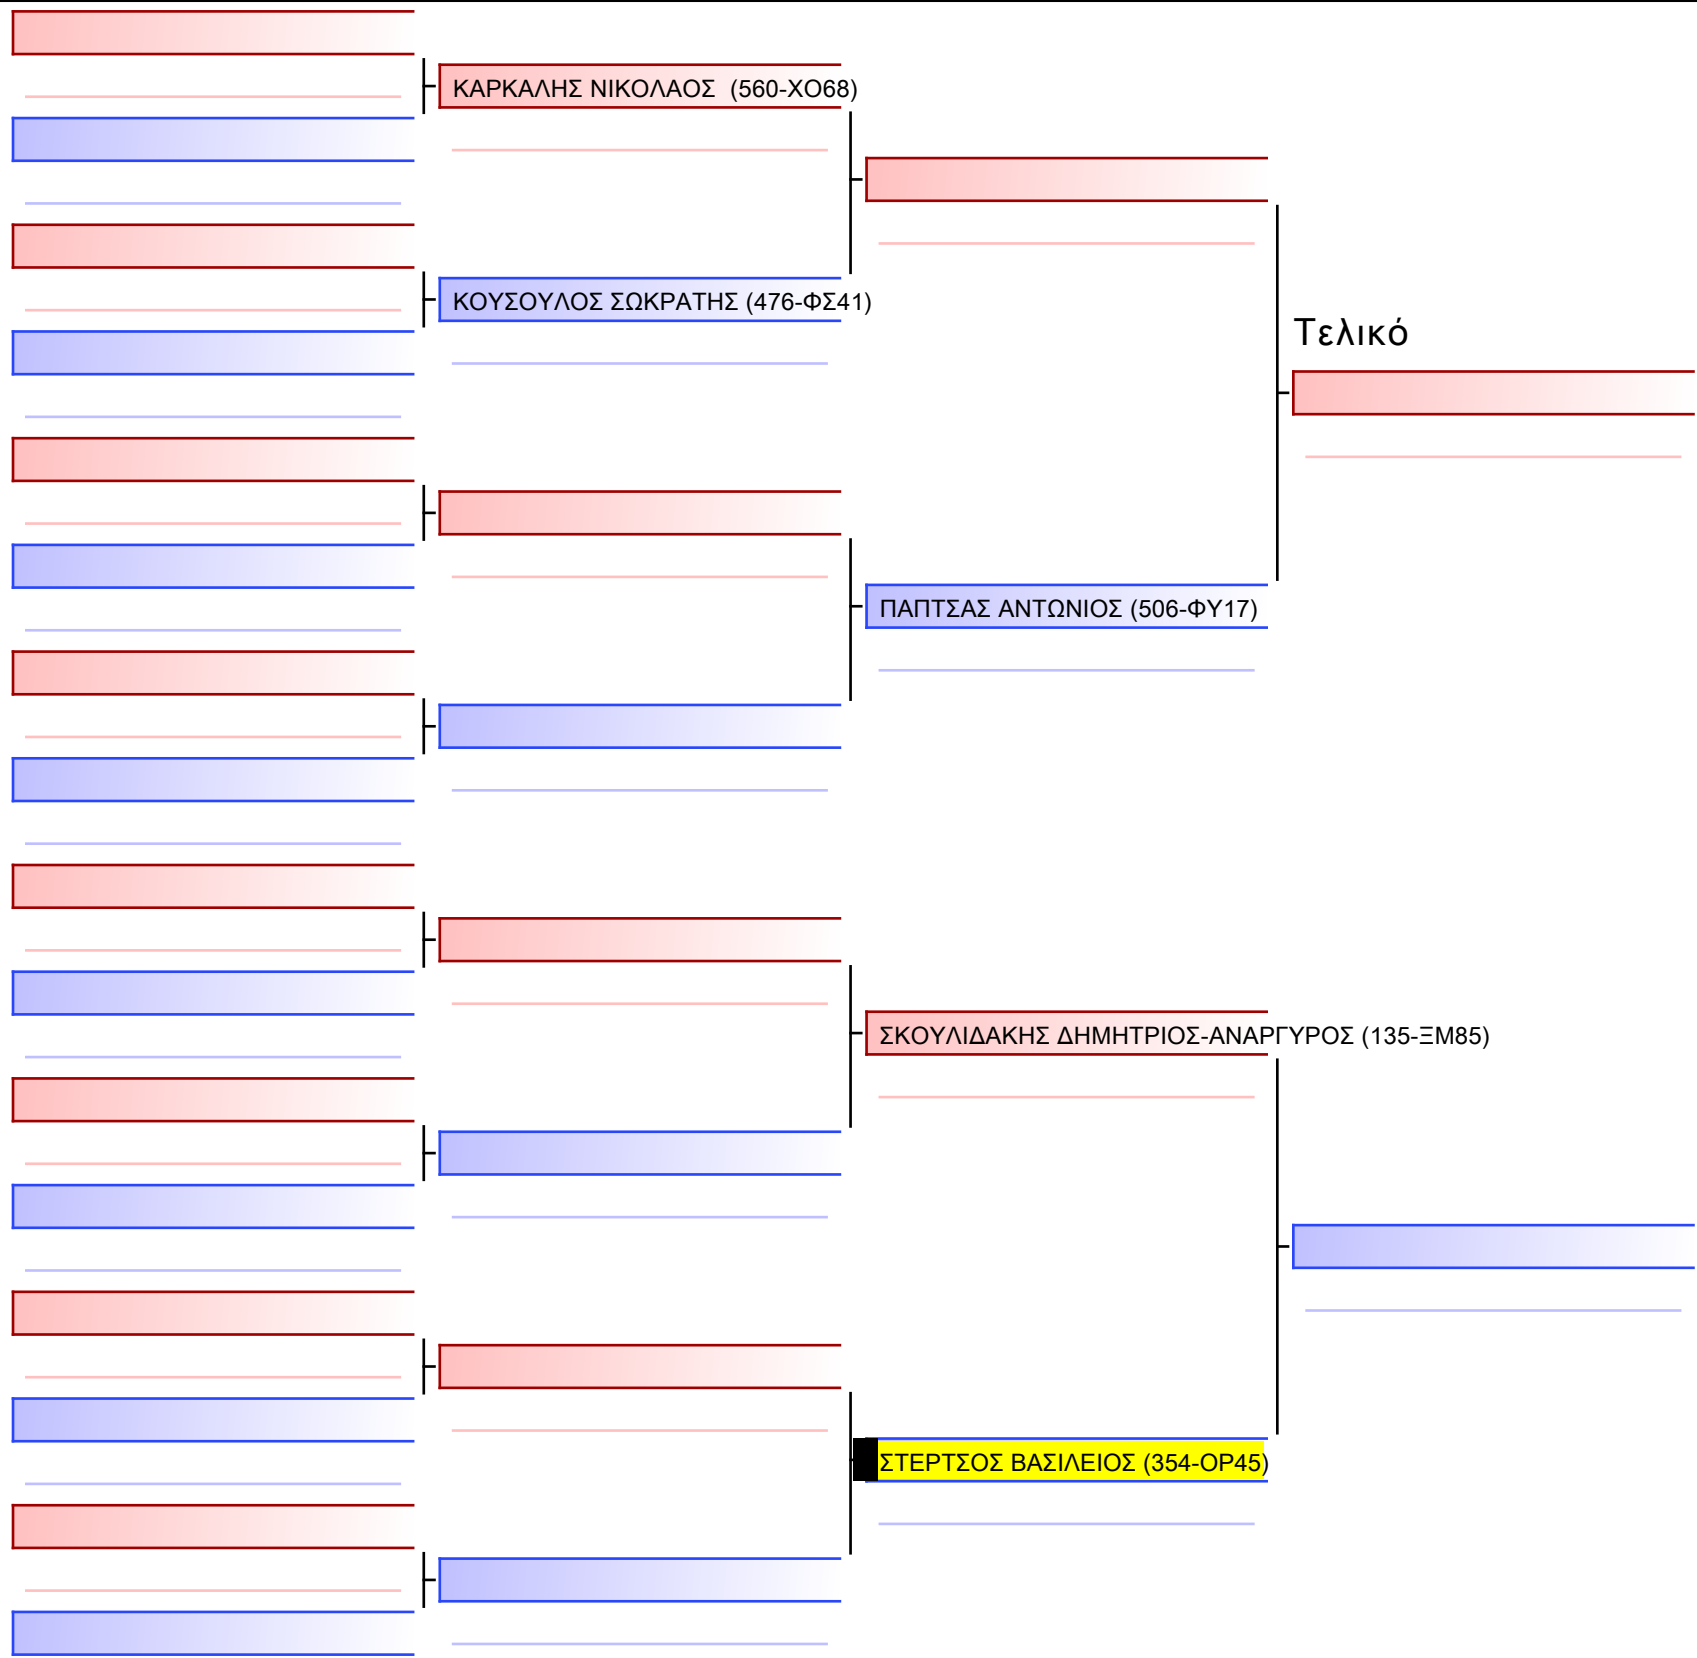 ΚΑΡΚΑΛΗΣ ΝΙΚΟΛΑΟΣ  (560-ΧΟ68)
ΚΟΥΣΟΥΛΟΣ ΣΩΚΡΑΤΗΣ (476-ΦΣ41)
Τελικό
ΠΑΠΤΣΑΣ ΑΝΤΩΝΙΟΣ (506-ΦΥ17)
ΣΚΟΥΛΙΔΑΚΗΣ ΔΗΜΗΤΡΙΟΣ-ΑΝΑΡΓΥΡΟΣ (135-ΞΜ85)
ΣΤΕΡΤΣΟΣ ΒΑΣΙΛΕΙΟΣ (354-ΟΡ45)